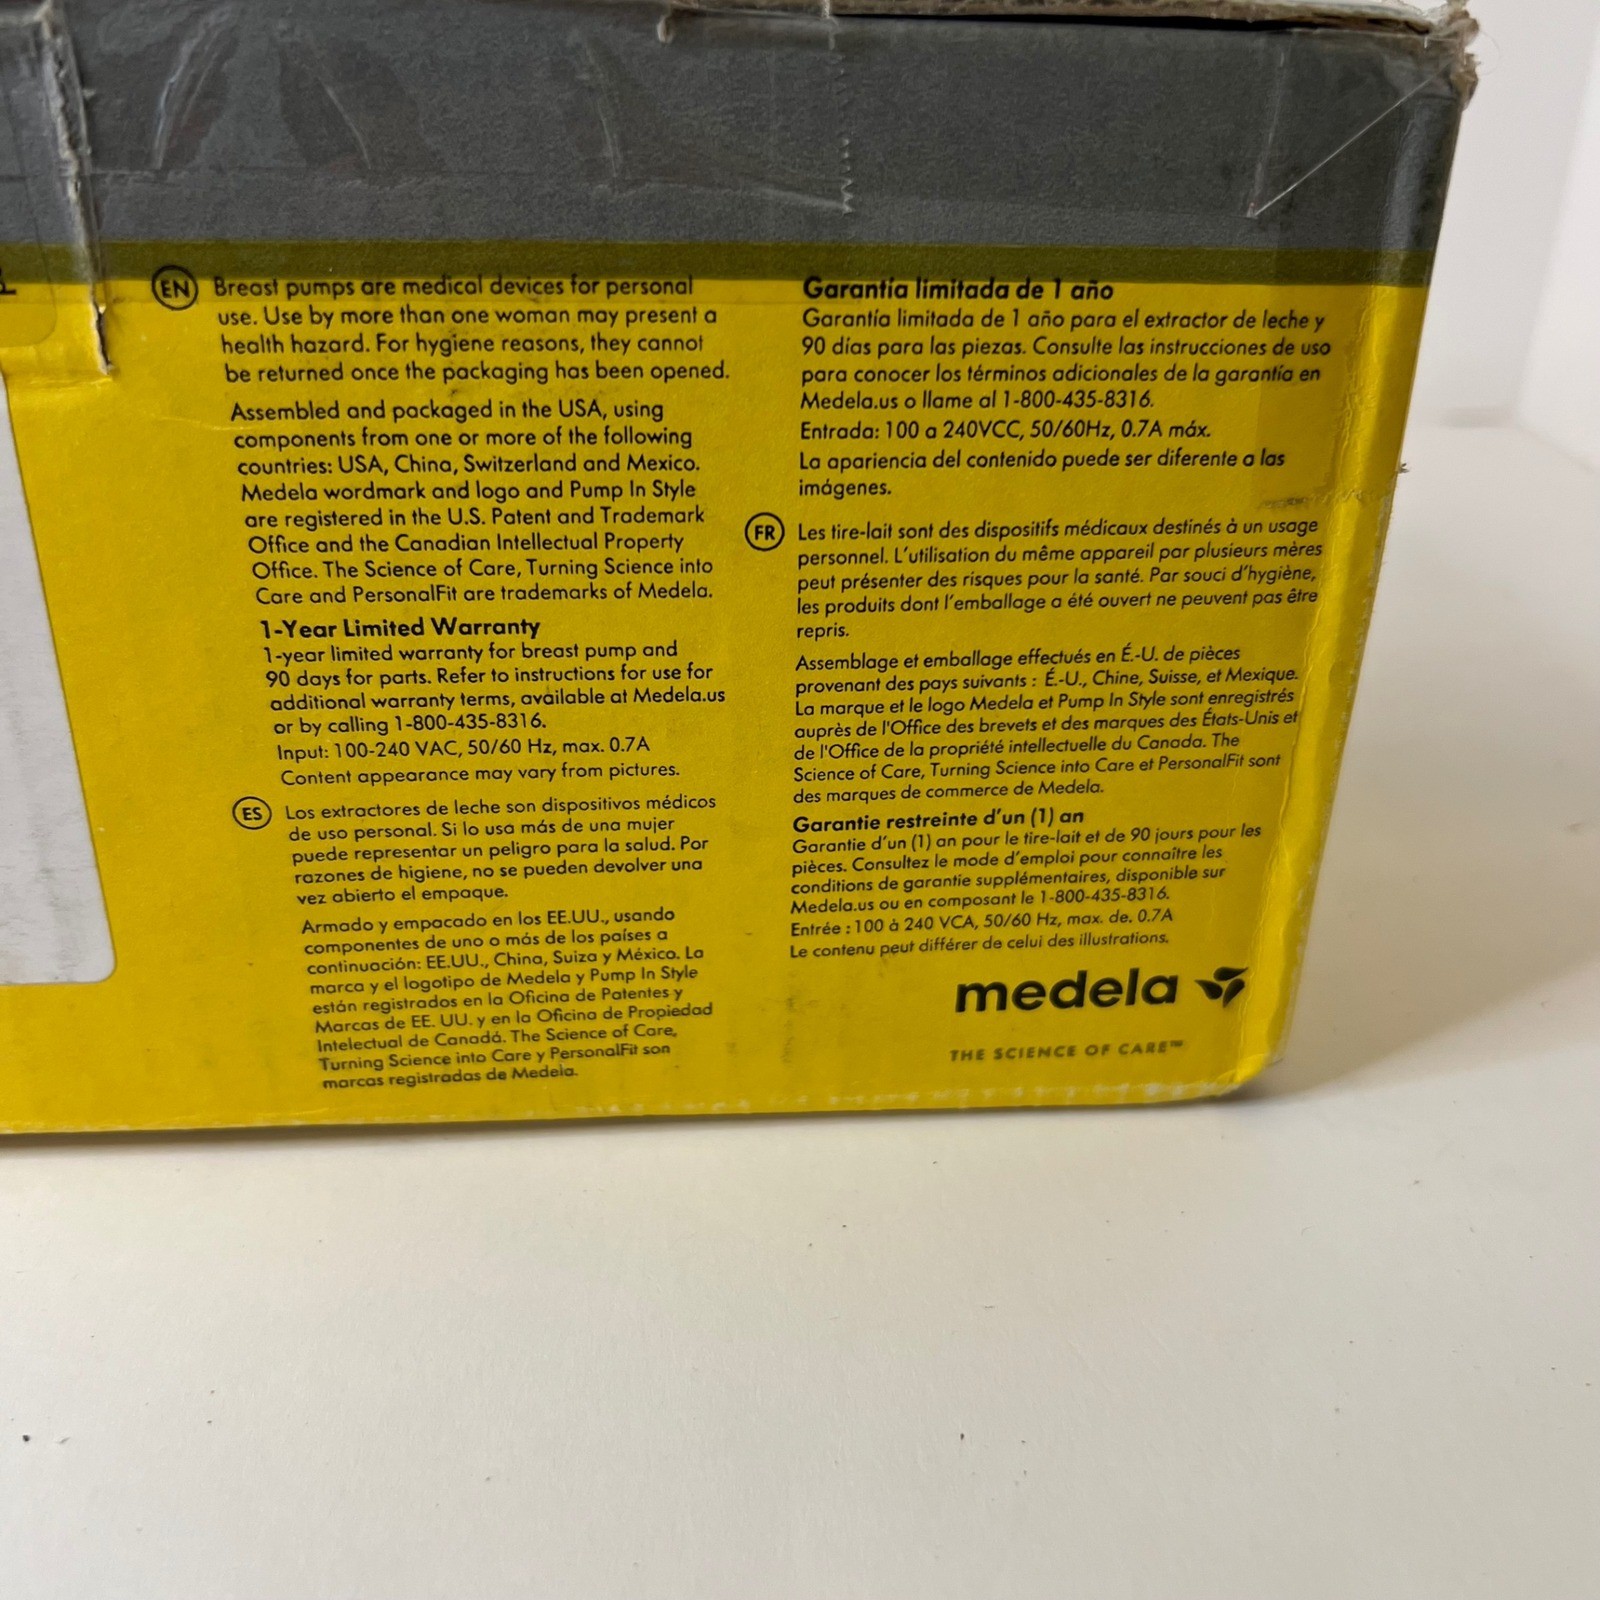 EN Breast pumps are medical devices for personal
use. Use by more than one woman may present a
health hazard. For hygiene reasons, they cannot
be returned once the packaging has been opened.
Assembled and packaged in the USA, using
components from one or more of the following
countries: USA, China, Switzerland and Mexico.
Medela wordmark and logo and Pump In Style
are registered in the U.S. Patent and Trademark
Office and the Canadian Intellectual Property
Office. The Science of Care, Turning Science into
Care and PersonalFit are trademarks of Medela.
1-Year Limited Warranty
1-year limited warranty for breast pump and
90 days for parts. Refer to instructions for use for
additional warranty terms, available at Medela.us
or by calling 1-800-435-8316.
Input: 100-240 VAC, 50/60 Hz, max. 0.7A
Content appearance may vary from pictures.
ES Los extractores de leche son dispositivos médicos
de uso personal. Si lo usa más de una mujer
puede representar un peligro para la salud. Por
razones de higiene, no se pueden devolver una
vez abierto el empaque.
Armado y empacado en los EE.UU., usando
componentes de uno o más de los países a
continuación: EE.UU., China, Suiza y México. La
marca y el logotipo de Medela y Pump In Style
están registrados en la Oficina de Patentes y
Marcas de EE. UU. y en la Oficina de Propiedad
Intelectual de Canadá. The Science of Care,
Turning Science into Care y PersonalFit son
marcas registradas de Medela.
Garantía limitada de 1 año
Garantía limitada de 1 año para el extractor de leche y
90 días para las piezas. Consulte las instrucciones de uso
para conocer los términos adicionales de la garantía en
Medela.us o llame al 1-800-435-8316.
Entrada: 100 a 240VCC, 50/60Hz, 0.7A máx.
La apariencia del contenido puede ser diferente a las
imágenes.
FR Les tire-lait sont des dispositifs médicaux destinés à un usage
personnel. L'utilisation du même appareil par plusieurs mères
peut présenter des risques pour la santé. Par souci d'hygiène,
les produits dont l'emballage a été ouvert ne peuvent pas être
repris.
Assemblage et emballage effectués en É.-U. de pièces
provenant des pays suivants : É.-U., Chine, Suisse, et Mexique.
La marque et le logo Medela et Pump In Style sont enregistrés
auprès de l'Office des brevets et des marques des États-Unis et
de l'Office de la propriété intellectuelle du Canada. The
Science of Care, Turning Science into Care et PersonalFit sont
des marques de commerce de Medela.
Garantie restreinte d'un (1) an
Garantie d'un (1) an pour le tire-lait et de 90 jours pour les
pièces. Consultez le mode d'emploi pour connaître les
conditions de garantie supplémentaires, disponible sur
Medela.us ou en composant le 1-800-435-8316.
Entrée : 100 à 240 VCA, 50/60 Hz, max. de. 0.7A
Le contenu peut différer de celui des illustrations.
medela
THE SCIENCE OF CARE™